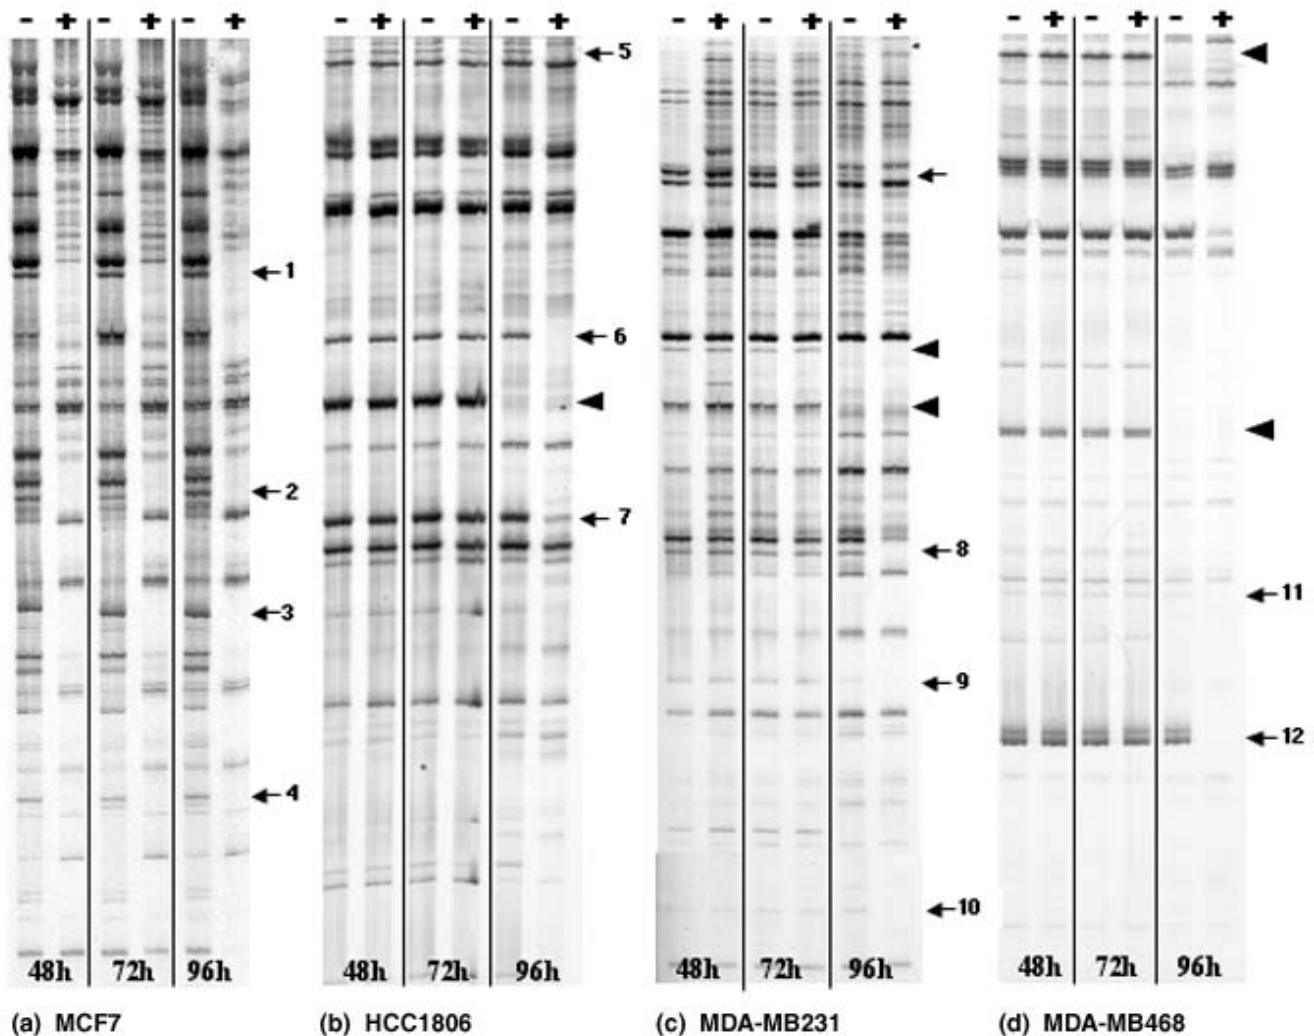 - + - + - +
- + - + - +
- + - + - +
- + - + - +
5
1
6
2
7
3
8
11
9
12
4
10
48h 72h 96h
48h 72h 96h
48h 72h 96h
48h 72h 96h
(a) MCF7
(b) HCC1806
(c) MDA-MB231
(d) MDA-MB468